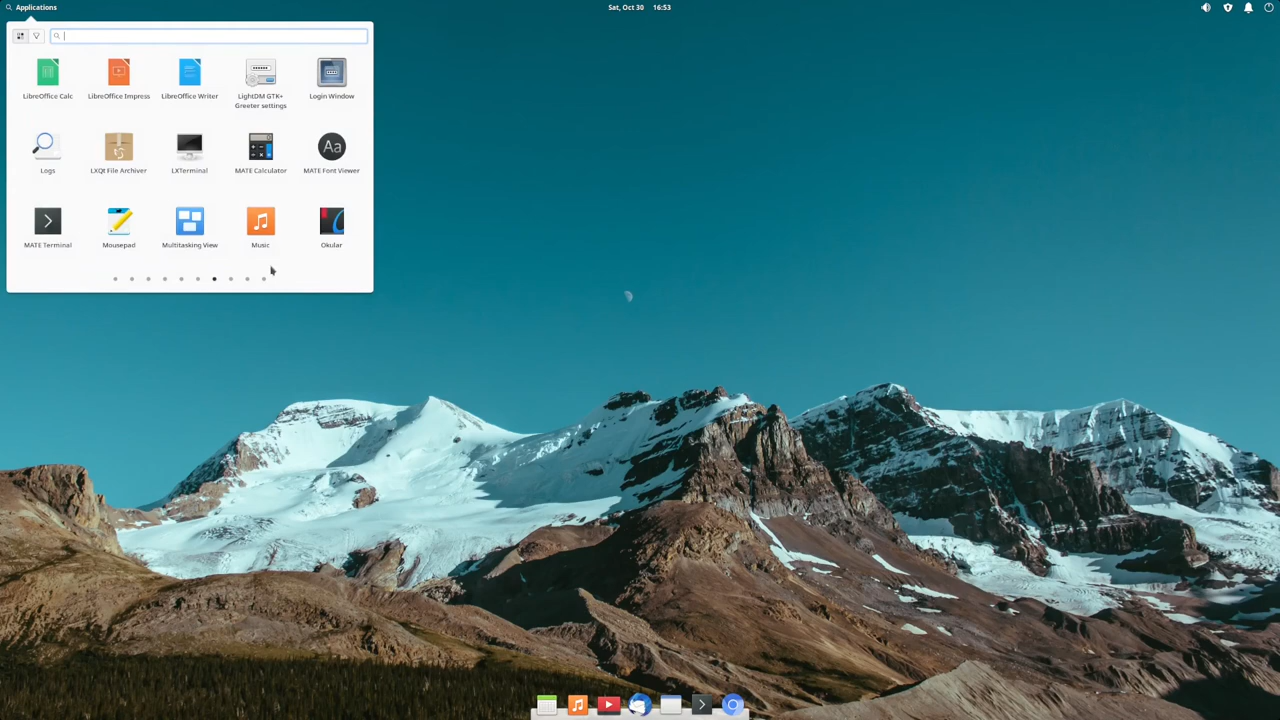 Applications
Sat, Oct 30 16:53
LibreOffice Calc
LibreOffice Impress
LibreOffice Writer
LightDM GTK+
Greeter settings
Login Window
Logs
LXQt File Archiver
LXTerminal
MATE Calculator
Aa
MATE Font Viewer
MATE Terminal
Mousepad
Multitasking View
Music
Okular